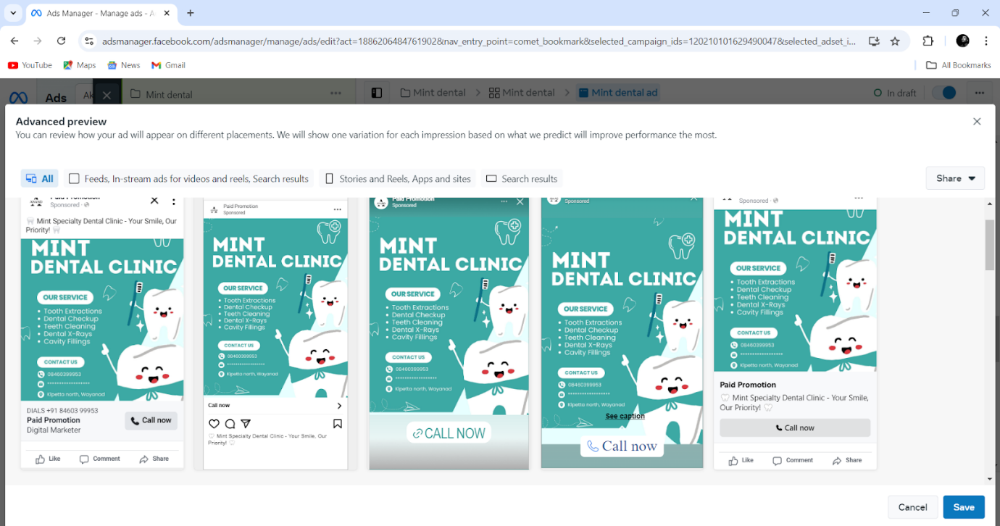 Ads Manager - Manage ads - A
adsmanager.facebook.com/adsmanager/manage/ads/edit?act=1886206484761902&nav_entry_point=comet_bookmark&selected_campaign_ids=120210101629490047&selected_adset_i...
YouTube Maps News Gmail All Bookmarks
Ads Ak Mint dental ... Mint dental > Mint dental > Mint dental ad In draft ...
Advanced preview
You can review how your ad will appear on different placements. We will show one variation for each impression based on what we predict will improve performance the most.
All Feeds, In-stream ads for videos and reels, Search results Stories and Reels, Apps and sites Search results Share
Paid Promotion
Sponsored ·
Mint Specialty Dental Clinic - Your Smile, Our
Priority!
MINT
DENTAL CLINIC
OUR SERVICE
• Tooth Extractions
• Dental Checkup
• Teeth Cleaning
• Dental X-Rays
• Cavity Fillings
CONTACT US
08460399953
******************
Klpetta north, Wayanad
DIALS +91 84603 99953
Paid Promotion
Digital Marketer
Call now
Like Comment Share
Paid Promotion
Sponsored
MINT
DENTAL CLINIC
OUR SERVICE
• Tooth Extractions
• Dental Checkup
• Teeth Cleaning
• Dental X-Rays
• Cavity Fillings
CONTACT US
08460399953
******************
Klpetta north, Wayanad
Call now
Mint Specialty Dental Clinic - Your Smile, Our
Priority!
Paid Promotion
Sponsored
MINT
DENTAL CLINIC
OUR SERVICE
• Tooth Extractions
• Dental Checkup
• Teeth Cleaning
• Dental X-Rays
• Cavity Fillings
CONTACT US
08460399953
******************
Klpetta north, Wayanad
CALL NOW
Sponsored
MINT
DENTAL CLINIC
OUR SERVICE
• Tooth Extractions
• Dental Checkup
• Teeth Cleaning
• Dental X-Rays
• Cavity Fillings
CONTACT US
08460399953
******************
Klpetta north, Wayanad
See caption
Call now
Sponsored ·
MINT
DENTAL CLINIC
OUR SERVICE
• Tooth Extractions
• Dental Checkup
• Teeth Cleaning
• Dental X-Rays
• Cavity Fillings
CONTACT US
08460399953
******************
Klpetta north, Wayanad
Paid Promotion
Mint Specialty Dental Clinic - Your Smile,
Our Priority!
Call now
Like Comment Share
Cancel Save